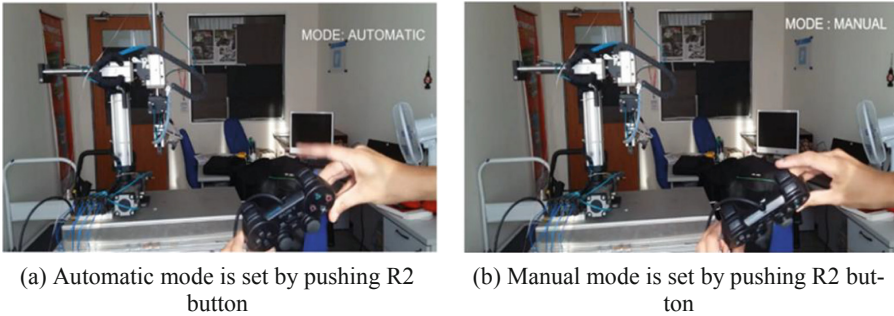 MODE: AUTOMATIC
MODE : MANUAL
(a) Automatic mode is set by pushing R2
button
(b) Manual mode is set by pushing R2 but-
ton